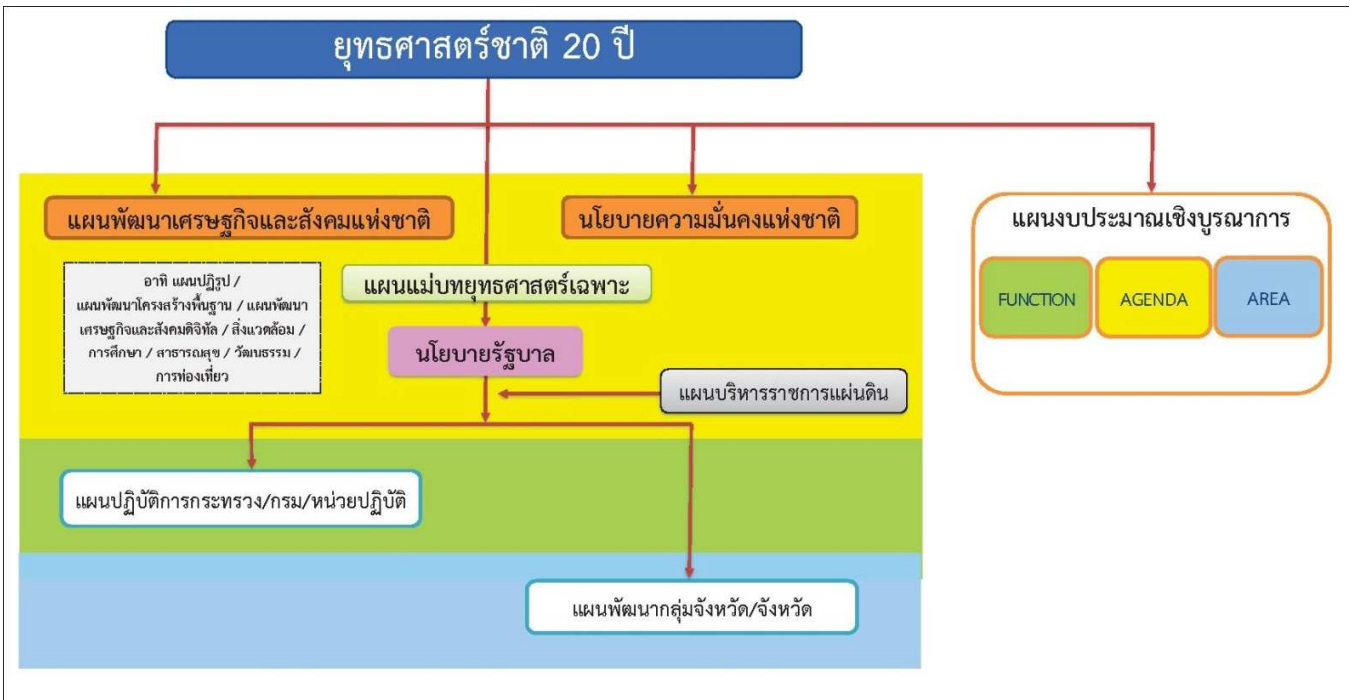 ยุทธศาสตร์ชาติ 20 ปี
แผนพัฒนาเศรษฐกิจและสังคมแห่งชาติ
นโยบายความมั่นคงแห่งชาติ
แผนงบประมาณเชิงบูรณาการ
FUNCTION
AGENDA
AREA
อาทิ แผนปฏิรูป /
แผนพัฒนาโครงสร้างพื้นฐาน / แผนพัฒนา
เศรษฐกิจและสังคมดิจิทัล / สิ่งแวดล้อม /
การศึกษา / สาธารณสุข / วัฒนธรรม /
การท่องเที่ยว
แผนแม่บทยุทธศาสตร์เฉพาะ
นโยบายรัฐบาล
แผนบริหารราชการแผ่นดิน
แผนปฏิบัติการกระทรวง/กรม/หน่วยปฏิบัติ
แผนพัฒนากลุ่มจังหวัด/จังหวัด